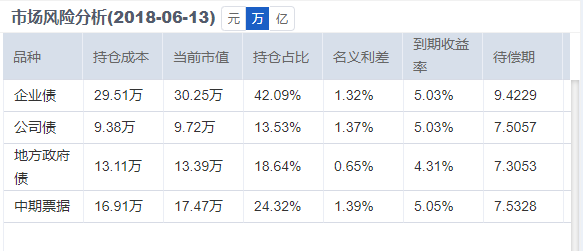 市场风险分析(2018-06-13) 元 万 亿
品种 持仓成本 当前市值 持仓占比 名义利差 到期收益率 待偿期
企业债 29.51万 30.25万 42.09% 1.32% 5.03% 9.4229
公司债 9.38万 9.72万 13.53% 1.37% 5.03% 7.5057
地方政府债 13.11万 13.39万 18.64% 0.65% 4.31% 7.3053
中期票据 16.91万 17.47万 24.32% 1.39% 5.05% 7.5328